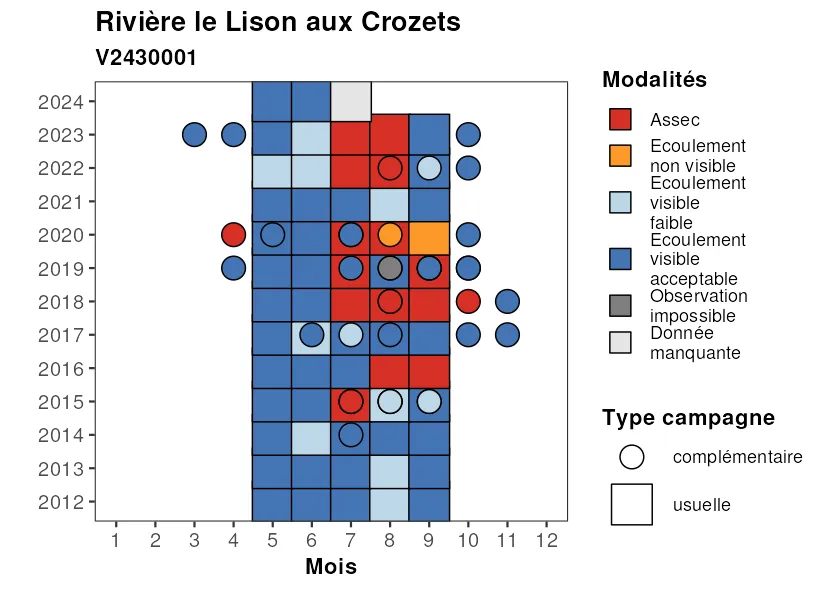 Rivière le Lison aux Crozets
V2430001
2024
2023
2022
2021
2020
2019
2018
2017
2016
2015
2014
2013
2012
1 2 3 4 5 6 7 8 9 10 11 12
Mois
Modalités
Assec
Ecoulement
non visible
Ecoulement
visible
faible
Ecoulement
visible
acceptable
Observation
impossible
Donnée
manquante
Type campagne
complémentaire
usuelle